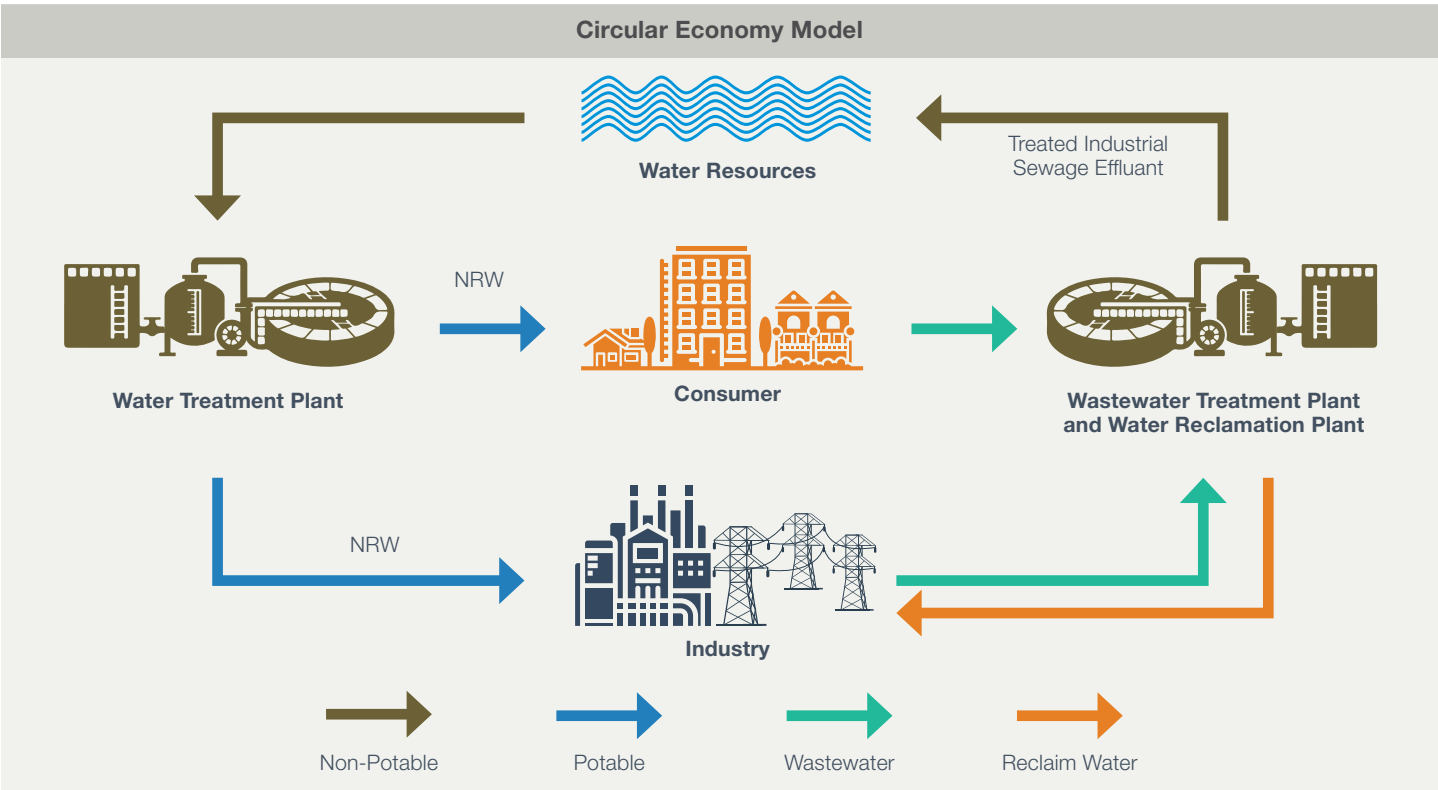 Circular Economy Model
Water Resources
Treated Industrial
Sewage Effluant
NRW
Water Treatment Plant
Consumer
Wastewater Treatment Plant
and Water Reclamation Plant
NRW
Industry
Non-Potable
Potable
Wastewater
Reclaim Water